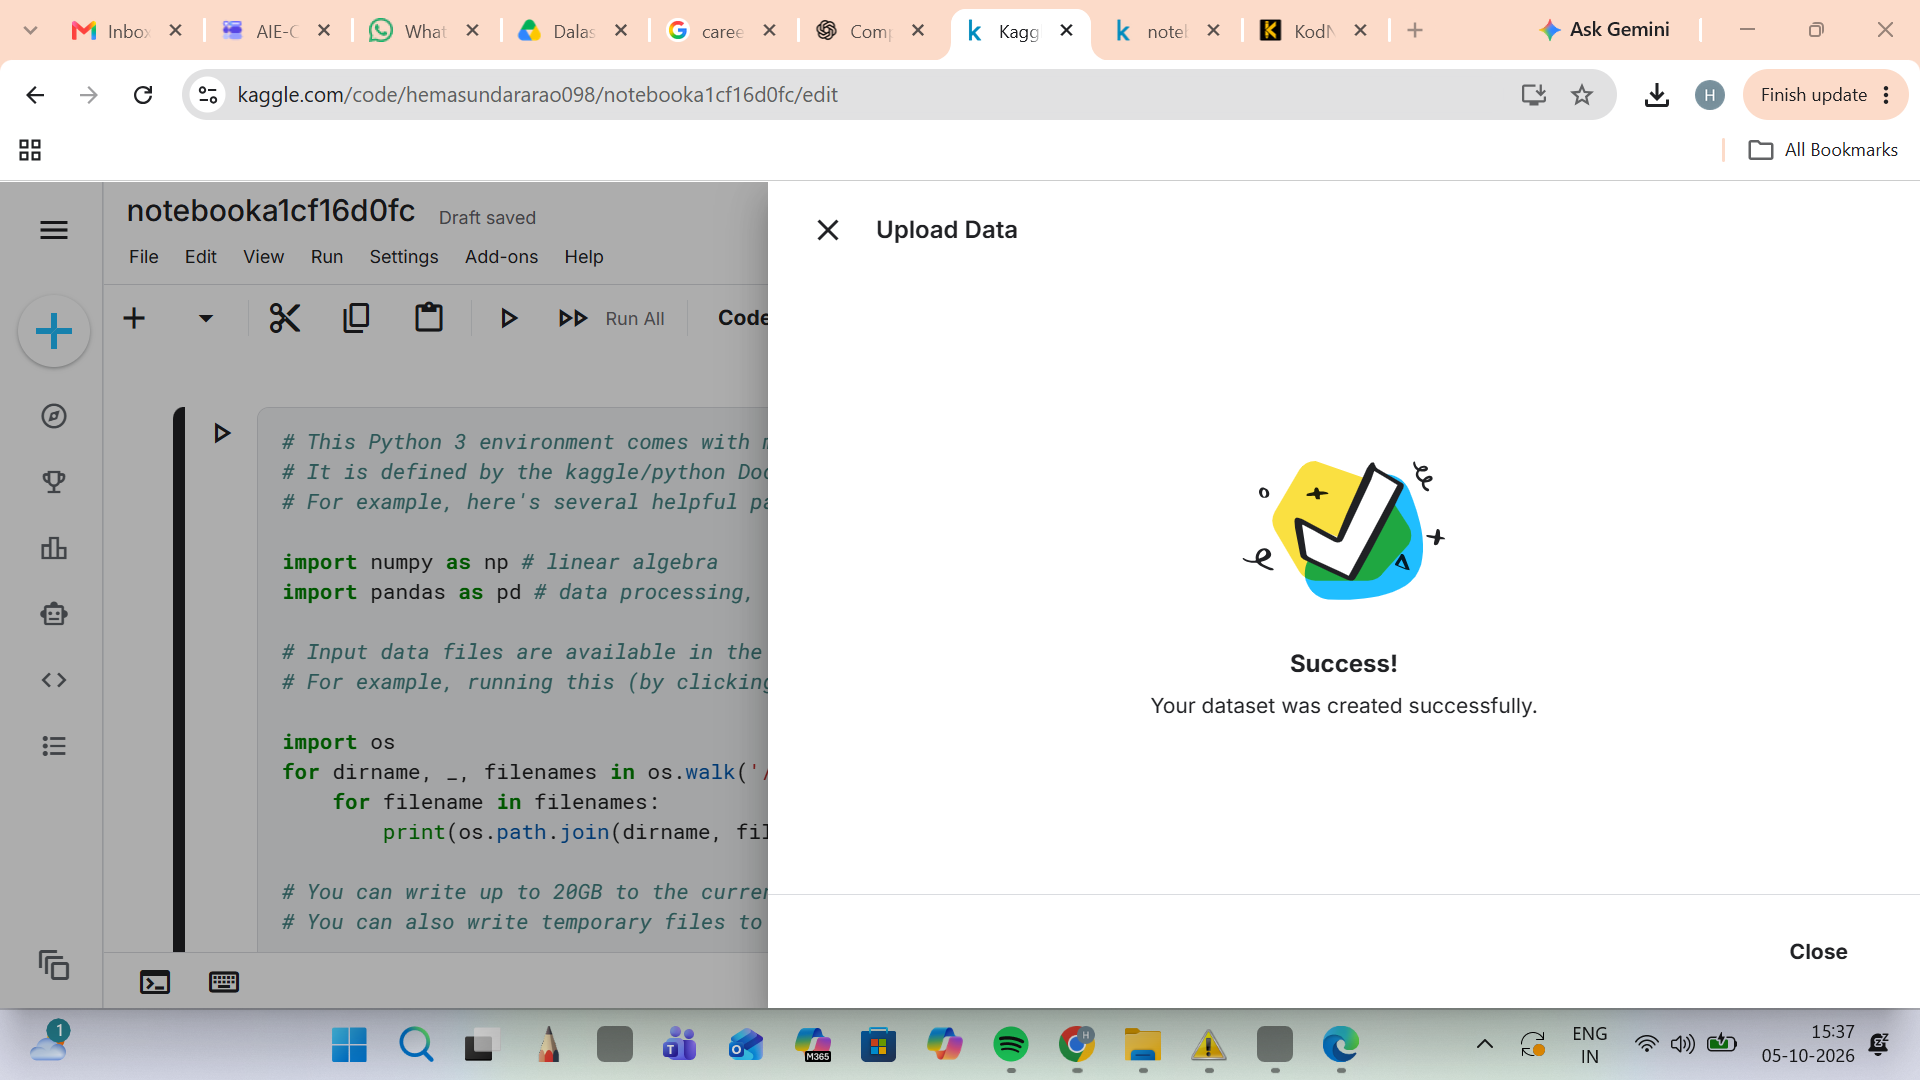 Inbox
AIE-C
What
Dalas
caree
Comp
Kagg
notel
KodN
Ask Gemini
kaggle.com/code/hemasundararao098/notebooka1cf16d0fc/edit
H
Finish update
All Bookmarks
notebooka1cf16d0fc
Draft saved
File
Edit
View
Run
Settings
Add-ons
Help
Run All
Code
# This Python 3 environment comes with m
# It is defined by the kaggle/python Doc
# For example, here's several helpful pa
import numpy as np # linear algebra
import pandas as pd # data processing,
# Input data files are available in the
# For example, running this (by clicking
import os
for dirname, _, filenames in os.walk('/
for filename in filenames:
print(os.path.join(dirname, fil
# You can write up to 20GB to the curren
# You can also write temporary files to
Upload Data
Success!
Your dataset was created successfully.
Close
1
M365
H
ENG
IN
15:37
05-10-2026